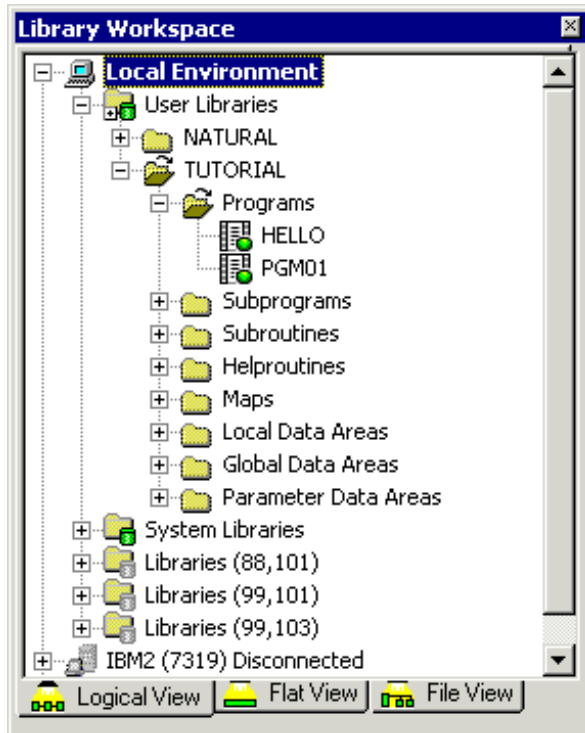 Library Workspace
Local Environment
User Libraries
NATURAL
TUTORIAL
Programs
HELLO
PGM01
Subprograms
Subroutines
Helproutines
Maps
Local Data Areas
Global Data Areas
Parameter Data Areas
System Libraries
Libraries (88,101)
Libraries (99,101)
Libraries (99,103)
IBM2 (7319) Disconnected
Logical View Flat View File View